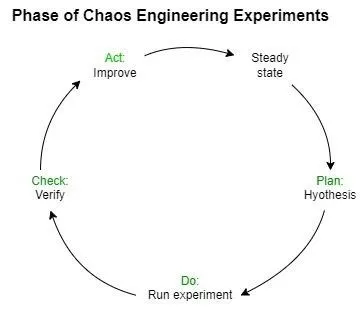 Phase of Chaos Engineering Experiments
Act:
Improve
Steady
state
Plan:
Hyothesis
Do:
Run experiment
Check:
Verify